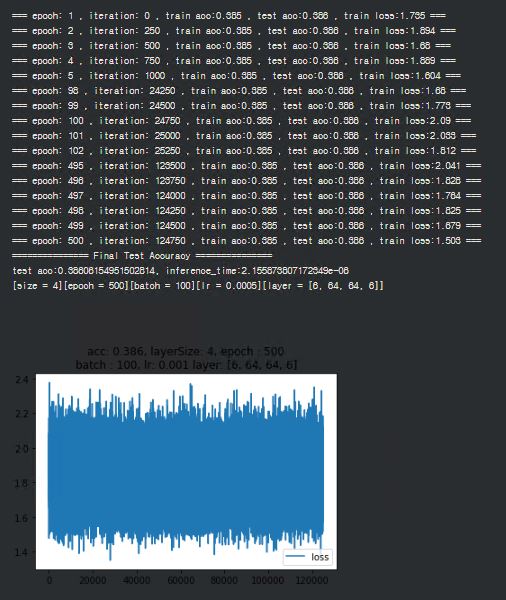 === epoch: 1 , iteration: 0 , train acc:0.385 , test acc:0.386 , train loss:1.735 ===
=== epoch: 2 , iteration: 250 , train acc:0.385 , test acc:0.386 , train loss:1.894 ===
=== epoch: 3 , iteration: 500 , train acc:0.385 , test acc:0.386 , train loss:1.68 ===
=== epoch: 4 , iteration: 750 , train acc:0.385 , test acc:0.386 , train loss:1.889 ===
=== epoch: 5 , iteration: 1000 , train acc:0.385 , test acc:0.386 , train loss:1.604 ===
=== epoch: 98 , iteration: 24250 , train acc:0.385 , test acc:0.386 , train loss:1.66 ===
=== epoch: 99 , iteration: 24500 , train acc:0.385 , test acc:0.386 , train loss:1.778 ===
=== epoch: 100 , iteration: 24750 , train acc:0.385 , test acc:0.386 , train loss:2.09 ===
=== epoch: 101 , iteration: 25000 , train acc:0.385 , test acc:0.386 , train loss:2.033 ===
=== epoch: 102 , iteration: 25250 , train acc:0.385 , test acc:0.386 , train loss:1.812 ===
=== epoch: 495 , iteration: 123500 , train acc:0.385 , test acc:0.386 , train loss:2.041 ===
=== epoch: 496 , iteration: 123750 , train acc:0.385 , test acc:0.386 , train loss:1.828 ===
=== epoch: 497 , iteration: 124000 , train acc:0.385 , test acc:0.386 , train loss:1.764 ===
=== epoch: 498 , iteration: 124250 , train acc:0.385 , test acc:0.386 , train loss:1.825 ===
=== epoch: 499 , iteration: 124500 , train acc:0.385 , test acc:0.386 , train loss:1.679 ===
=== epoch: 500 , iteration: 124750 , train acc:0.385 , test acc:0.386 , train loss:1.503 ===
=============== Final Test Accuracy ===============
test acc:0.38606154951502814, inference_time:2.155873807172349e-06
[size = 4][epoch = 500][batch = 100][lr = 0.0005][layer = [6, 64, 64, 6]]
acc: 0.386, layerSize: 4, epoch : 500
batch : 100, lr: 0.001 layer: [6, 64, 64, 6]
2.4
2.2
2.0
1.8
1.6
1.4
loss
0 20000 40000 60000 80000 100000 120000